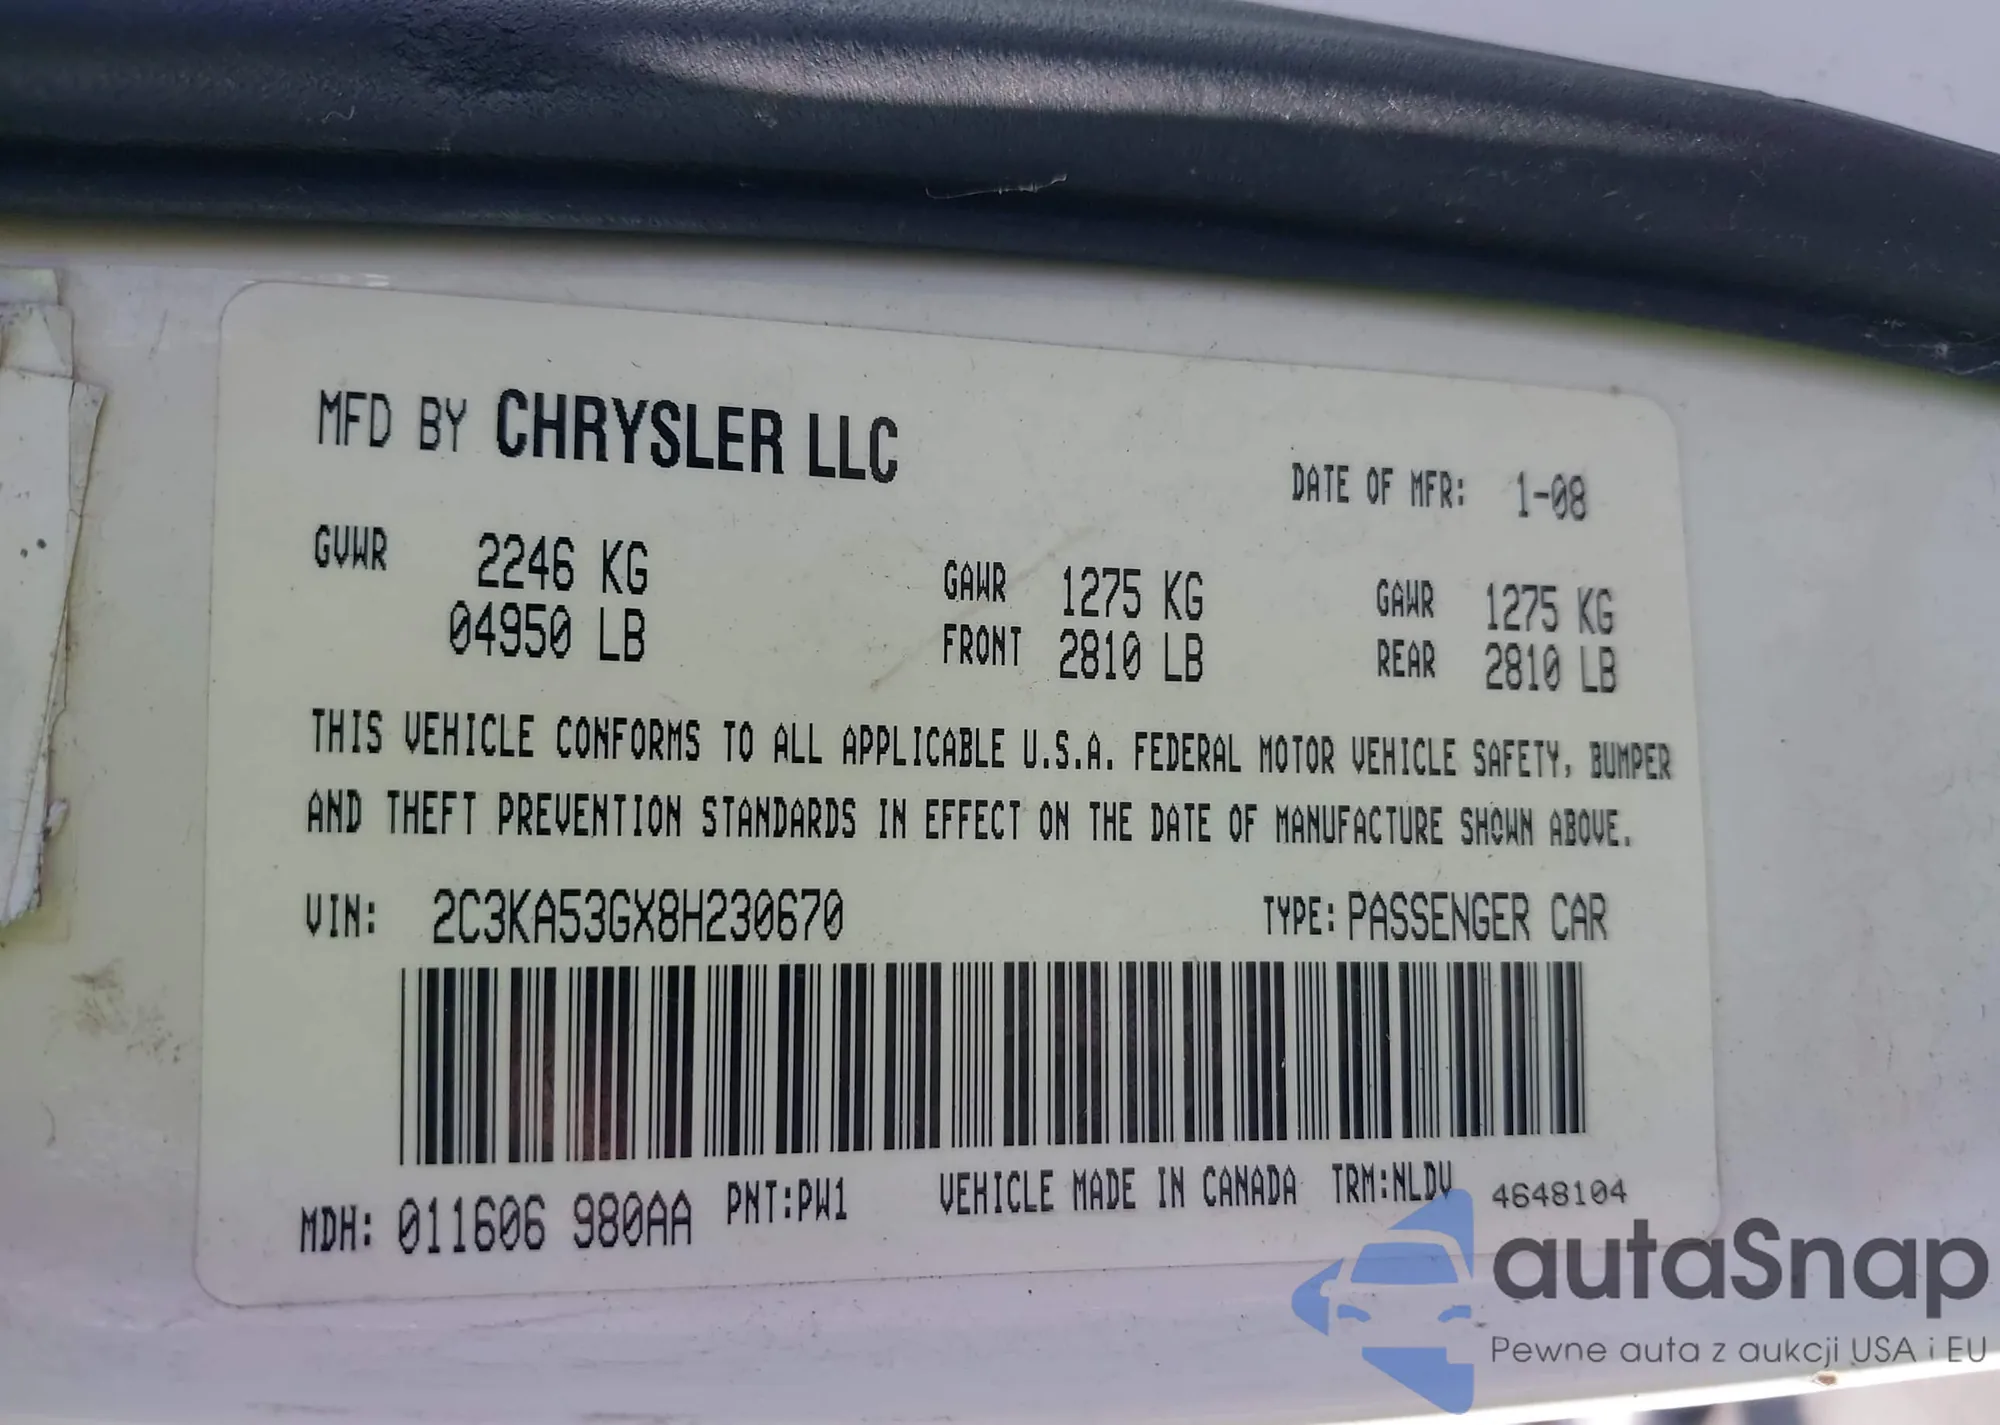 MFD BY CHRYSLER LLC
DATE OF MFR: 1-08
GVWR 2246 KG
04950 LB
GAWR 1275 KG
FRONT 2810 LB
GAWR 1275 KG
REAR 2810 LB
THIS VEHICLE CONFORMS TO ALL APPLICABLE U.S.A. FEDERAL MOTOR VEHICLE SAFETY, BUMPER
AND THEFT PREVENTION STANDARDS IN EFFECT ON THE DATE OF MANUFACTURE SHOWN ABOVE.
VIN: 2C3KA53GX8H230670 TYPE: PASSENGER CAR
MDH: 011606 980AA PNT:PW1 VEHICLE MADE IN CANADA TRM:NLDV 4648104
autaSnap
Pewne auta z aukcji USA i EU